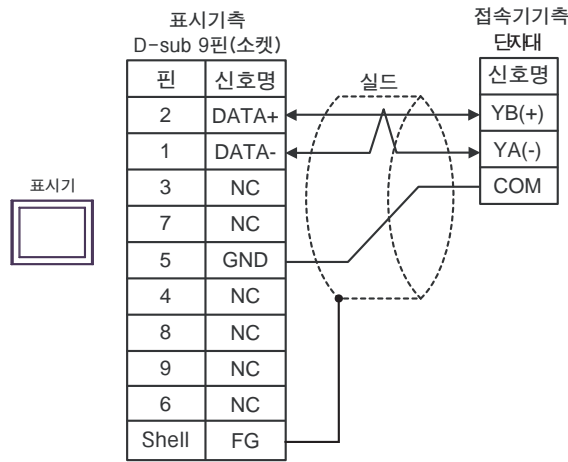 표시기측
D-sub 9핀(소켓)
접속기기측
단자대
핀 신호명
실드
신호명
2 DATA+
YB(+)
1 DATA-
YA(-)
3 NC
COM
표시기
7 NC
5 GND
4 NC
8 NC
9 NC
6 NC
Shell FG